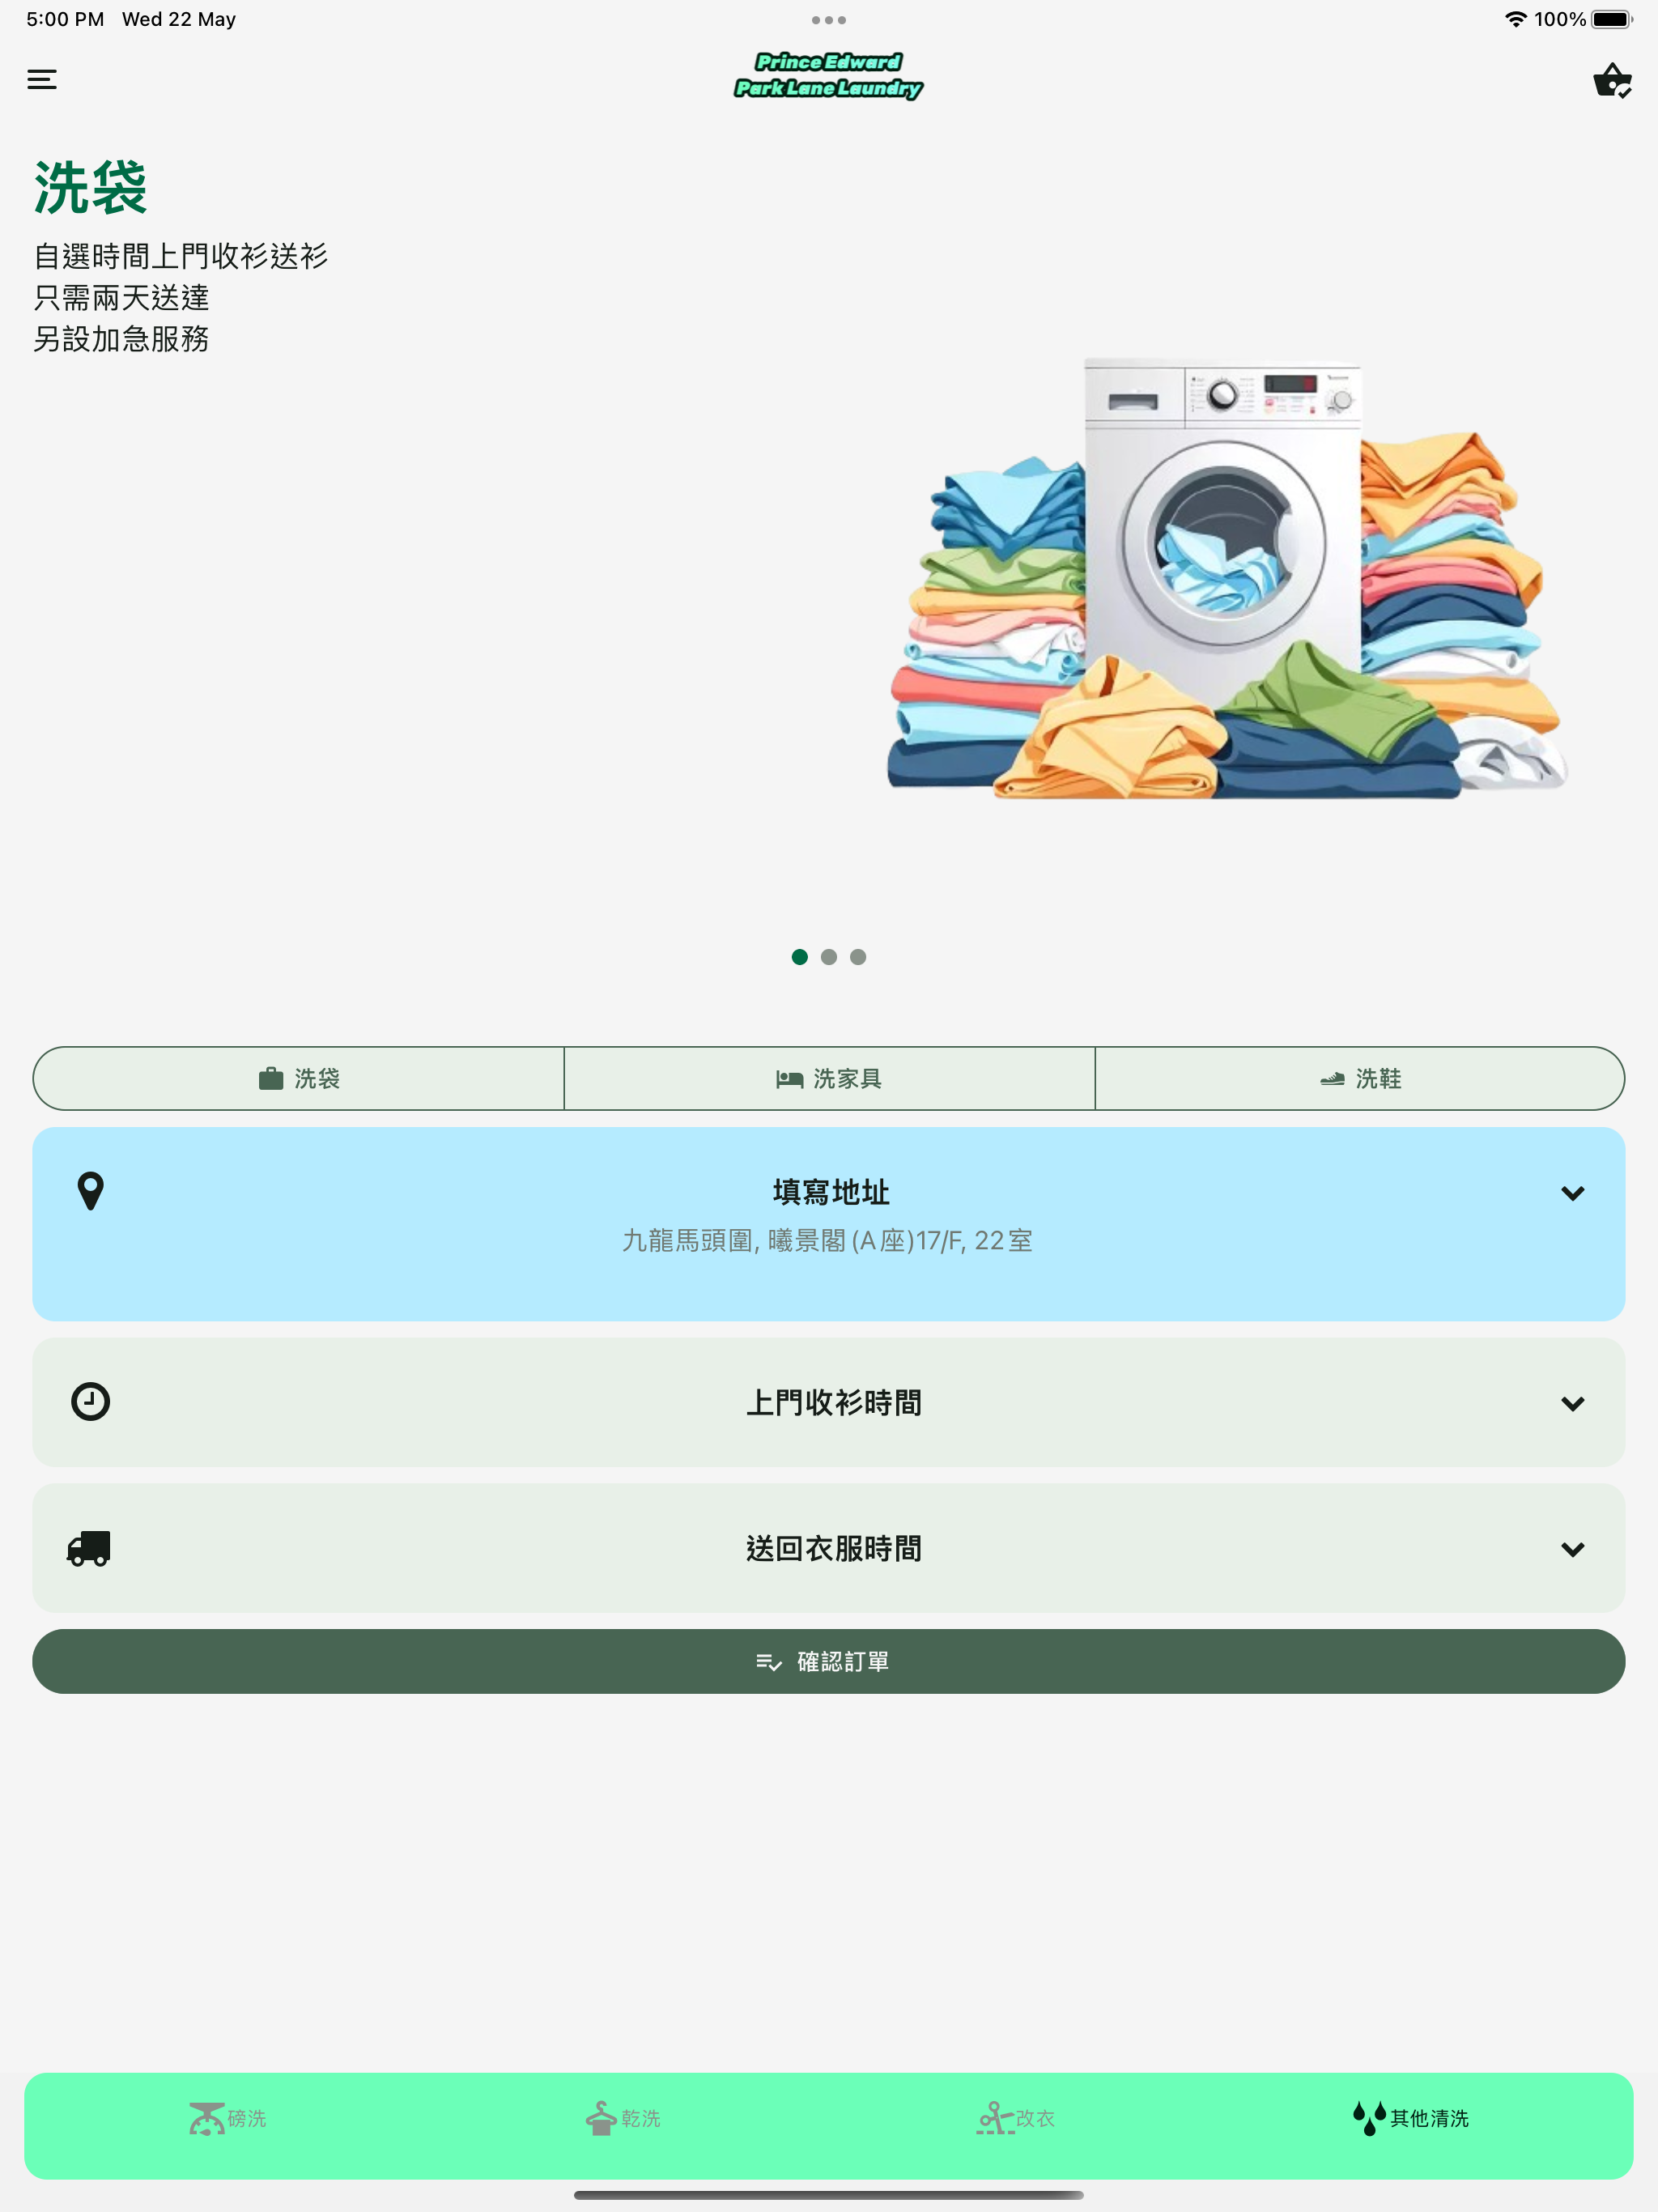 5:00 PM Wed 22 May
100%
Prince Edward
Park Lane Laundry
洗袋
自選時間上門收衫送衫
只需兩天送達
另設加急服務
洗袋
洗家具
洗鞋
填寫地址
九龍馬頭圍, 曦景閣(A座)17/F, 22室
上門收衫時間
送回衣服時間
確認訂單
磅洗
乾洗
改衣
其他清洗